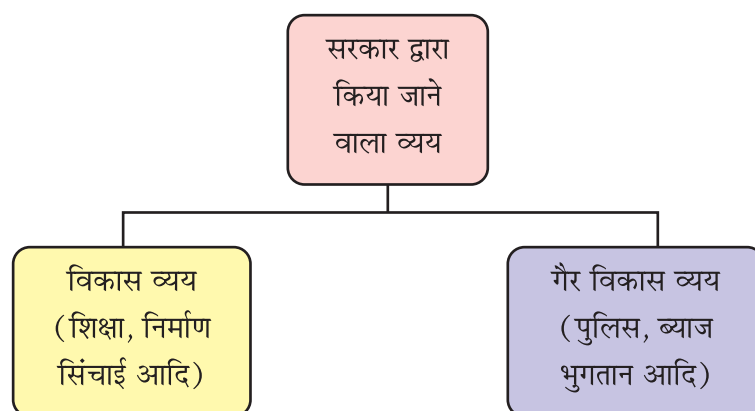 सरकार द्वारा
किया जाने
वाला व्यय
विकास व्यय
(शिक्षा, निर्माण
सिंचाई आदि)
गैर विकास व्यय
(पुलिस, ब्याज
भुगतान आदि)